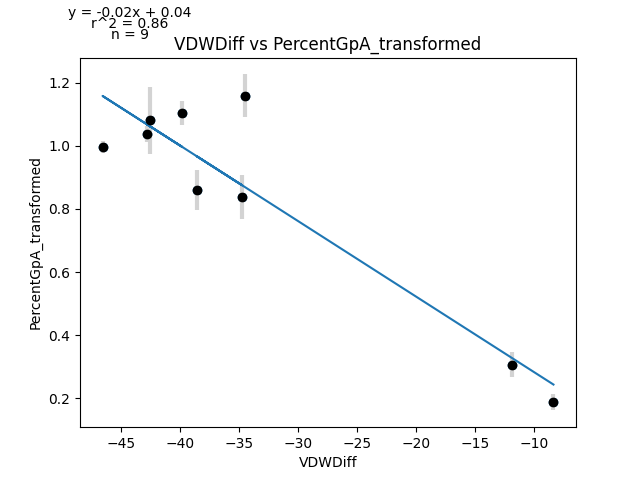 y = -0.02x + 0.04
r^2 = 0.86
n = 9
VDWDiff vs PercentGpA_transformed
1.2
1.0
0.8
0.6
0.4
0.2
PercentGpA_transformed
−45 −40 −35 −30 −25 −20 −15 −10
VDWDiff